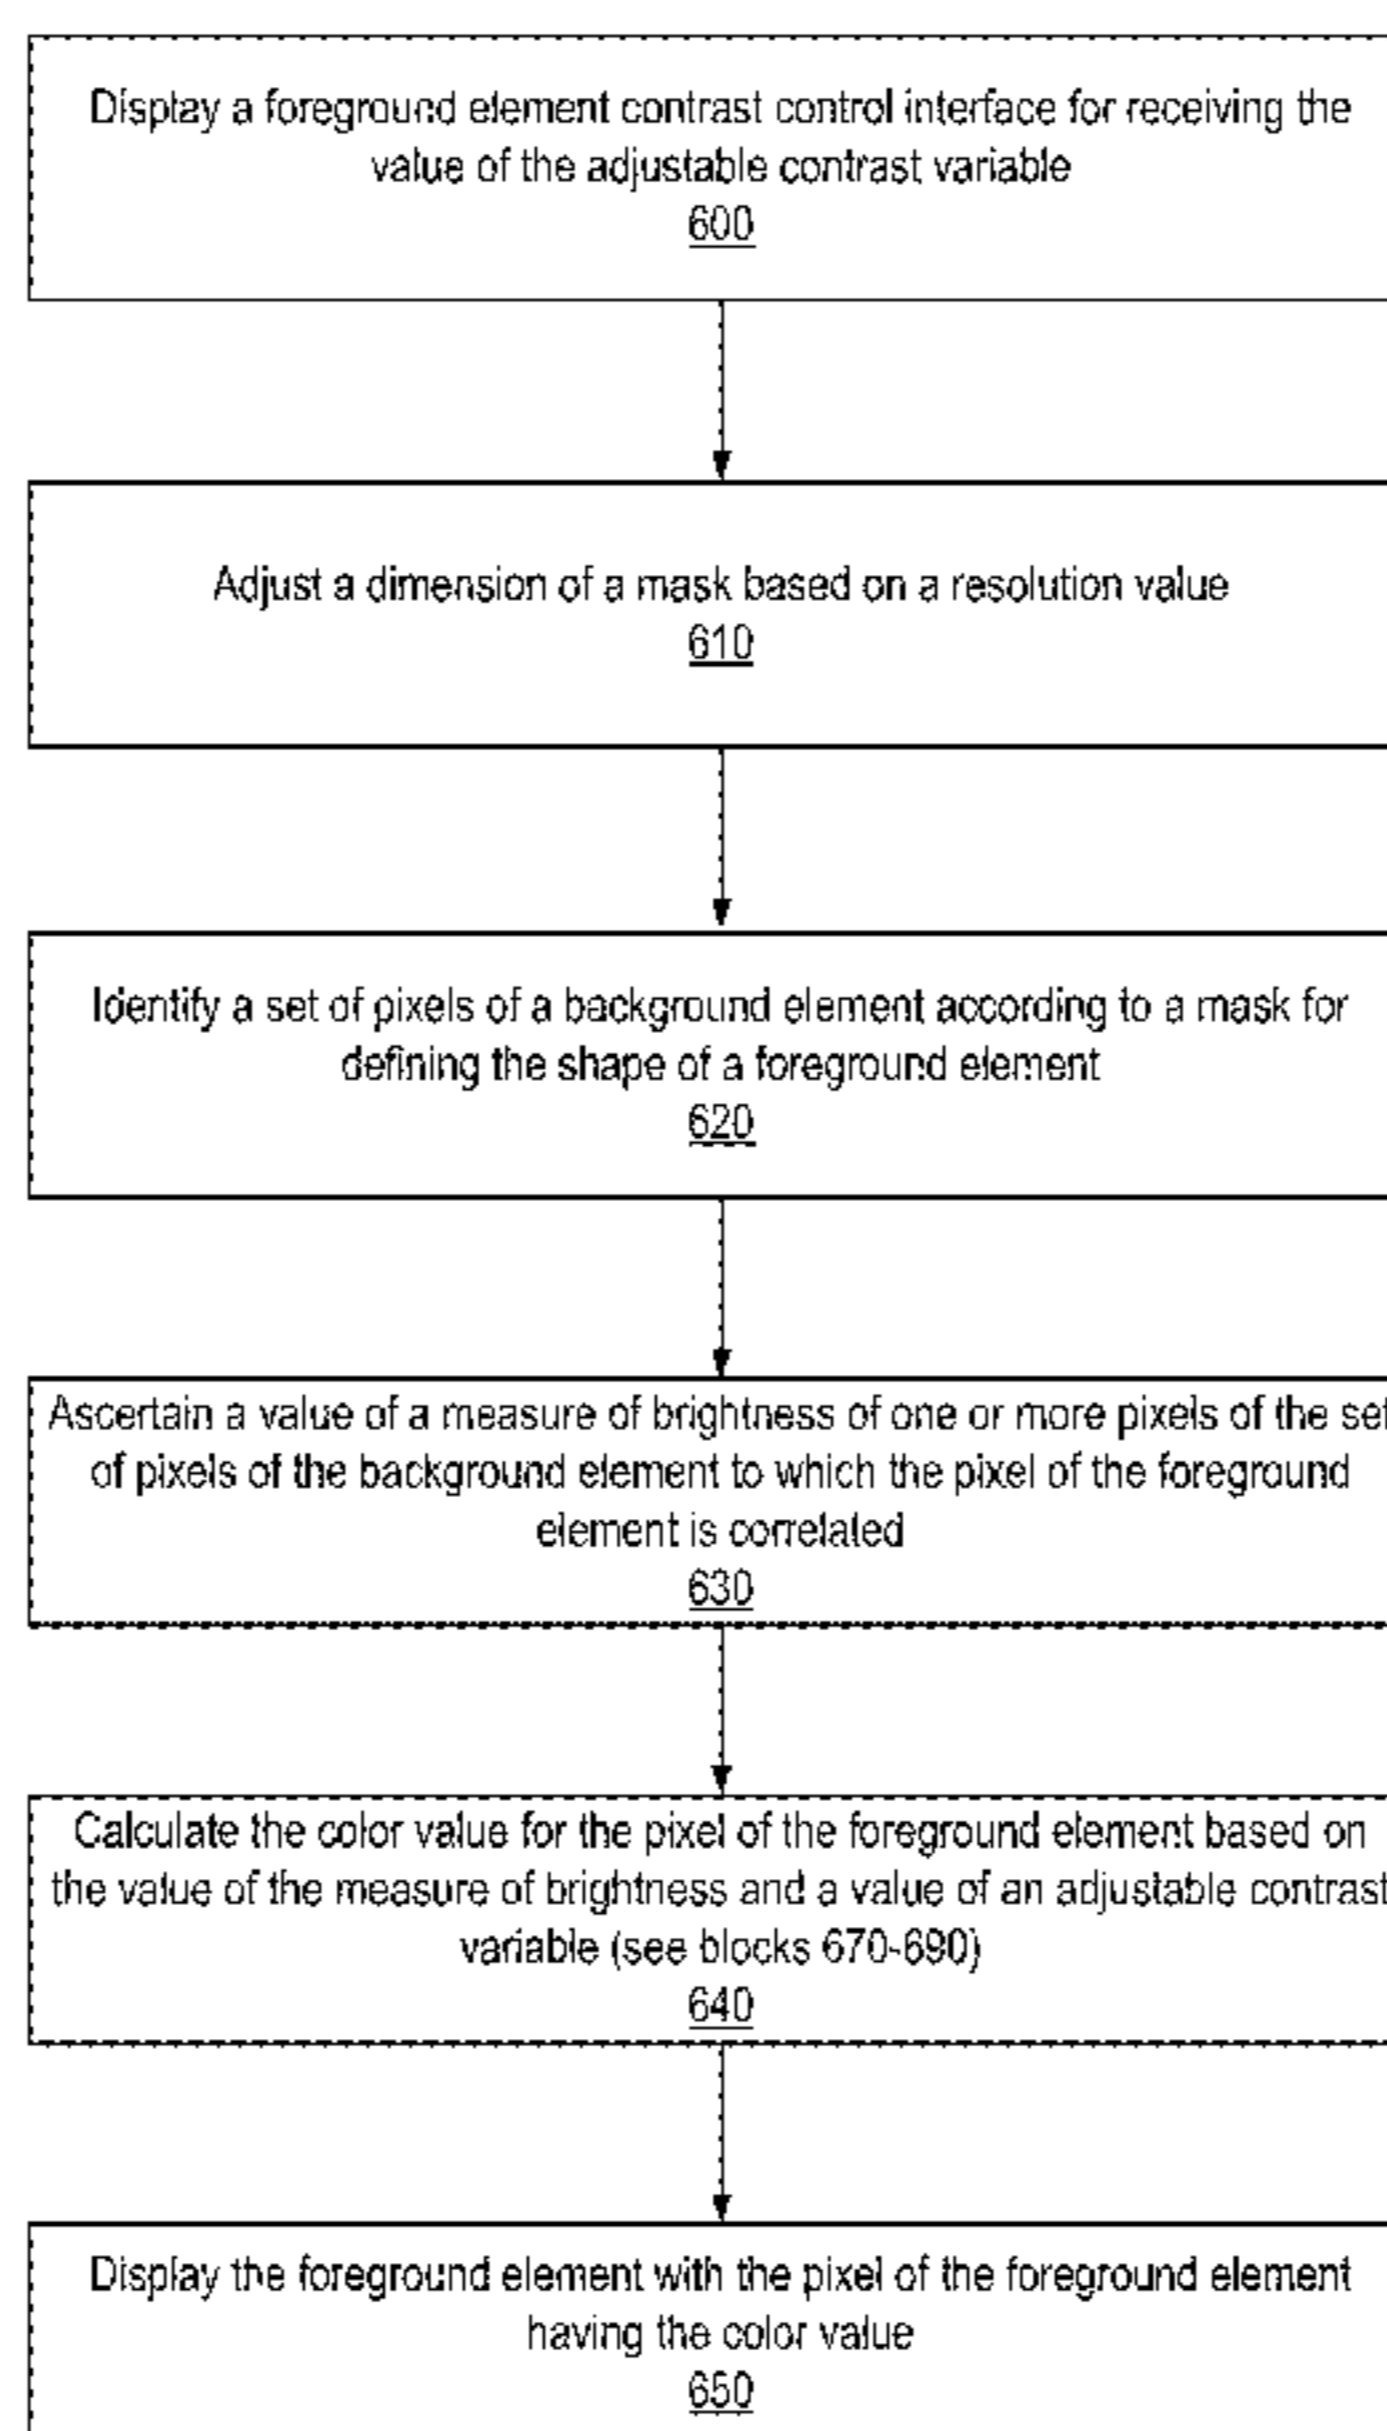 Display a foreground element contrast control interface for receiving the
value of the adjustable contrast variable
600
Adjust a dimension of a mask based on a resolution value
610
Identify a set of pixels of a background element according to a mask for
defining the shape of a foreground element
620
Ascertain a value of a measure of brightness of one or more pixels of the set
of pixels of the background element to which the pixel of the foreground
element is correlated
630
Calculate the color value for the pixel of the foreground element based on
the value of the measure of brightness and a value of an adjustable contrast
variable (see blocks 670-690)
640
Display the foreground element with the pixel of the foreground element
having the color value
650